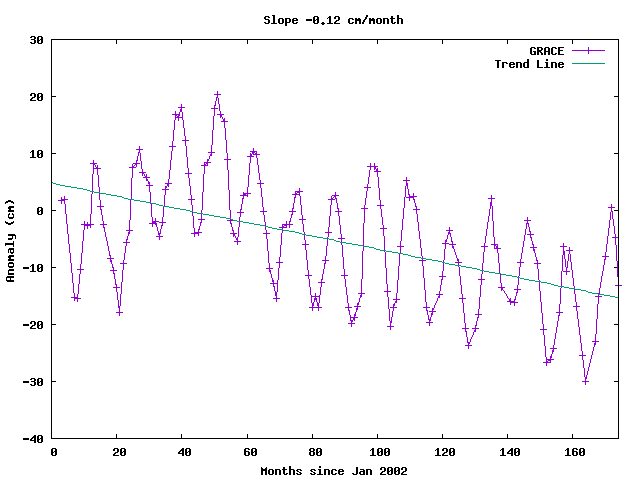 Slope -0.12 cm/month
GRACE
Trend Line
30
20
10
0
-10
-20
-30
-40
Anomaly (cm)
0 20 40 60 80 100 120 140 160
Months since Jan 2002